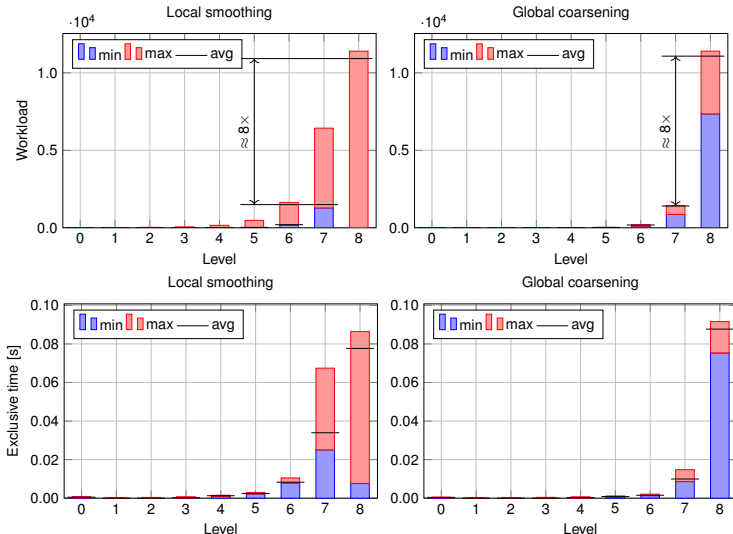 Local smoothing
Global coarsening
·10⁴
·10⁴
min max avg
min max avg
1.0
0.5
0.0
1.0
0.5
0.0
Workload
≈ 8×
≈ 8×
0 1 2 3 4 5 6 7 8
0 1 2 3 4 5 6 7 8
Level
Level
Local smoothing
Global coarsening
min max avg
min max avg
0.10
0.08
0.06
0.04
0.02
0.00
0.10
0.08
0.06
0.04
0.02
0.00
Exclusive time [s]
0 1 2 3 4 5 6 7 8
0 1 2 3 4 5 6 7 8
Level
Level